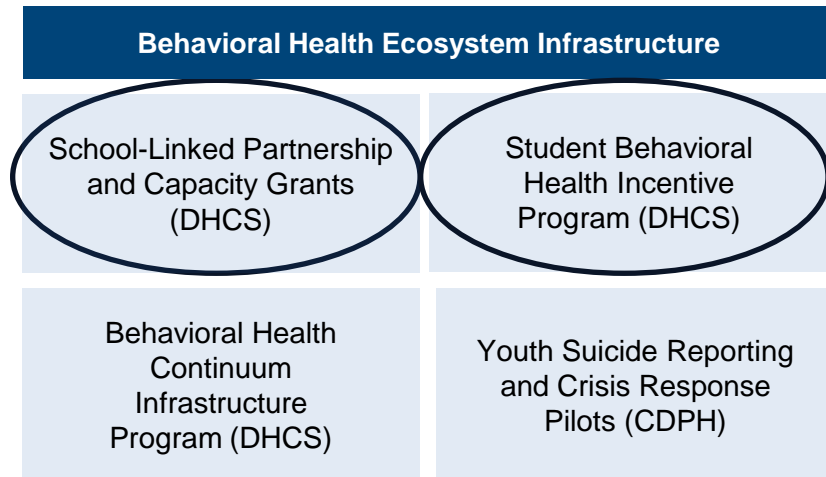 Behavioral Health Ecosystem Infrastructure
School-Linked Partnership
and Capacity Grants
(DHCS)
Student Behavioral
Health Incentive
Program (DHCS)
Behavioral Health
Continuum
Infrastructure
Program (DHCS)
Youth Suicide Reporting
and Crisis Response
Pilots (CDPH)